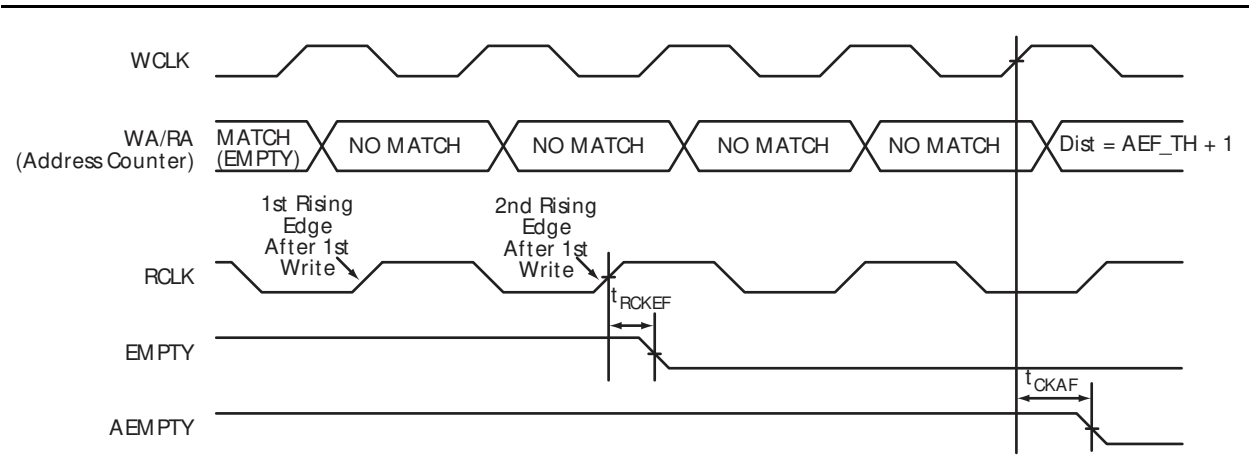 WCLK
WA/RA
(Address Counter)
MATCH
(EMPTY)
NO MATCH
NO MATCH
NO MATCH
NO MATCH
Dist = AEF_TH + 1
1st Rising
Edge
After 1st
Write
2nd Rising
Edge
After 1st
Write
RCLK
tRCKEF
EMPTY
tCKAF
AEMPTY